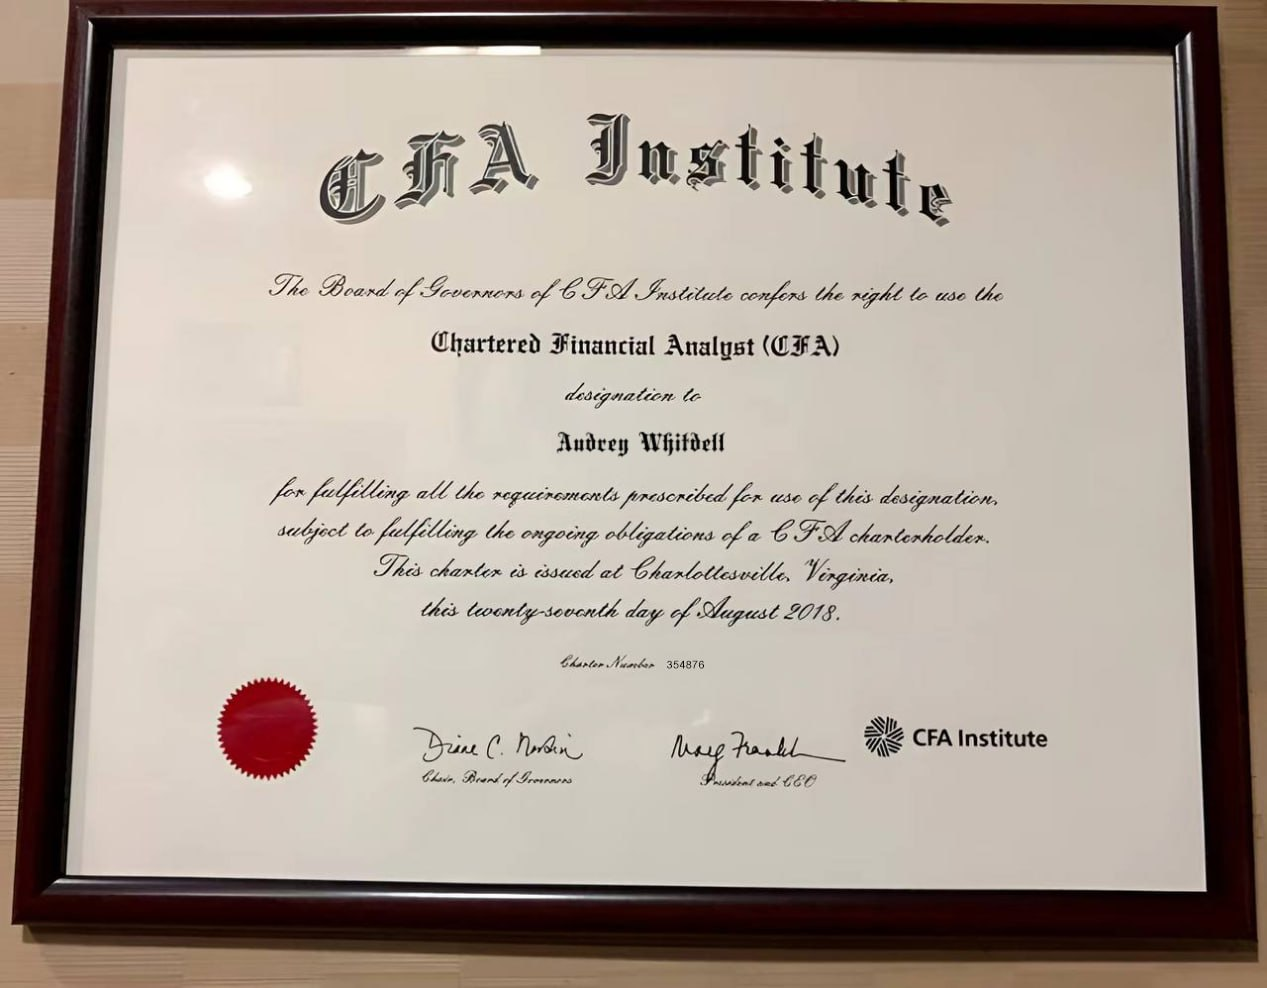 CFA Institute
The Board of Governors of CFA Institute confers the right to use the
Chartered Financial Analyst (CFA)
designation to
Audrey Whitdell
for fulfilling all the requirements prescribed for use of this designation,
subject to fulfilling the ongoing obligations of a CFA charterholder.
This charter is issued at Charlottesville, Virginia,
this twenty-seventh day of August 2018.
Charter Number 354876
Diane C.
Chair, Board of Governors
President and CEO
CFA Institute